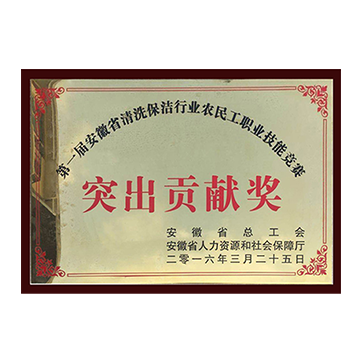 第一届安徽省清洗保洁行业农民工职业技能竞赛
突出贡献奖
安徽省总工会
安徽省人力资源和社会保障厅
二零一六年三月二十五日